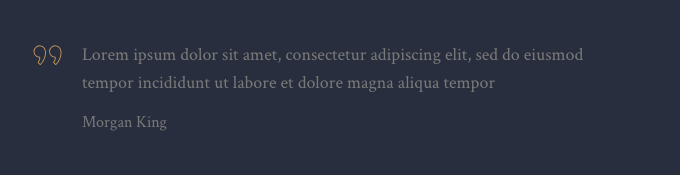 Lorem ipsum dolor sit amet, consectetur adipiscing elit, sed do eiusmod
tempor incididunt ut labore et dolore magna aliqua tempor
Morgan King